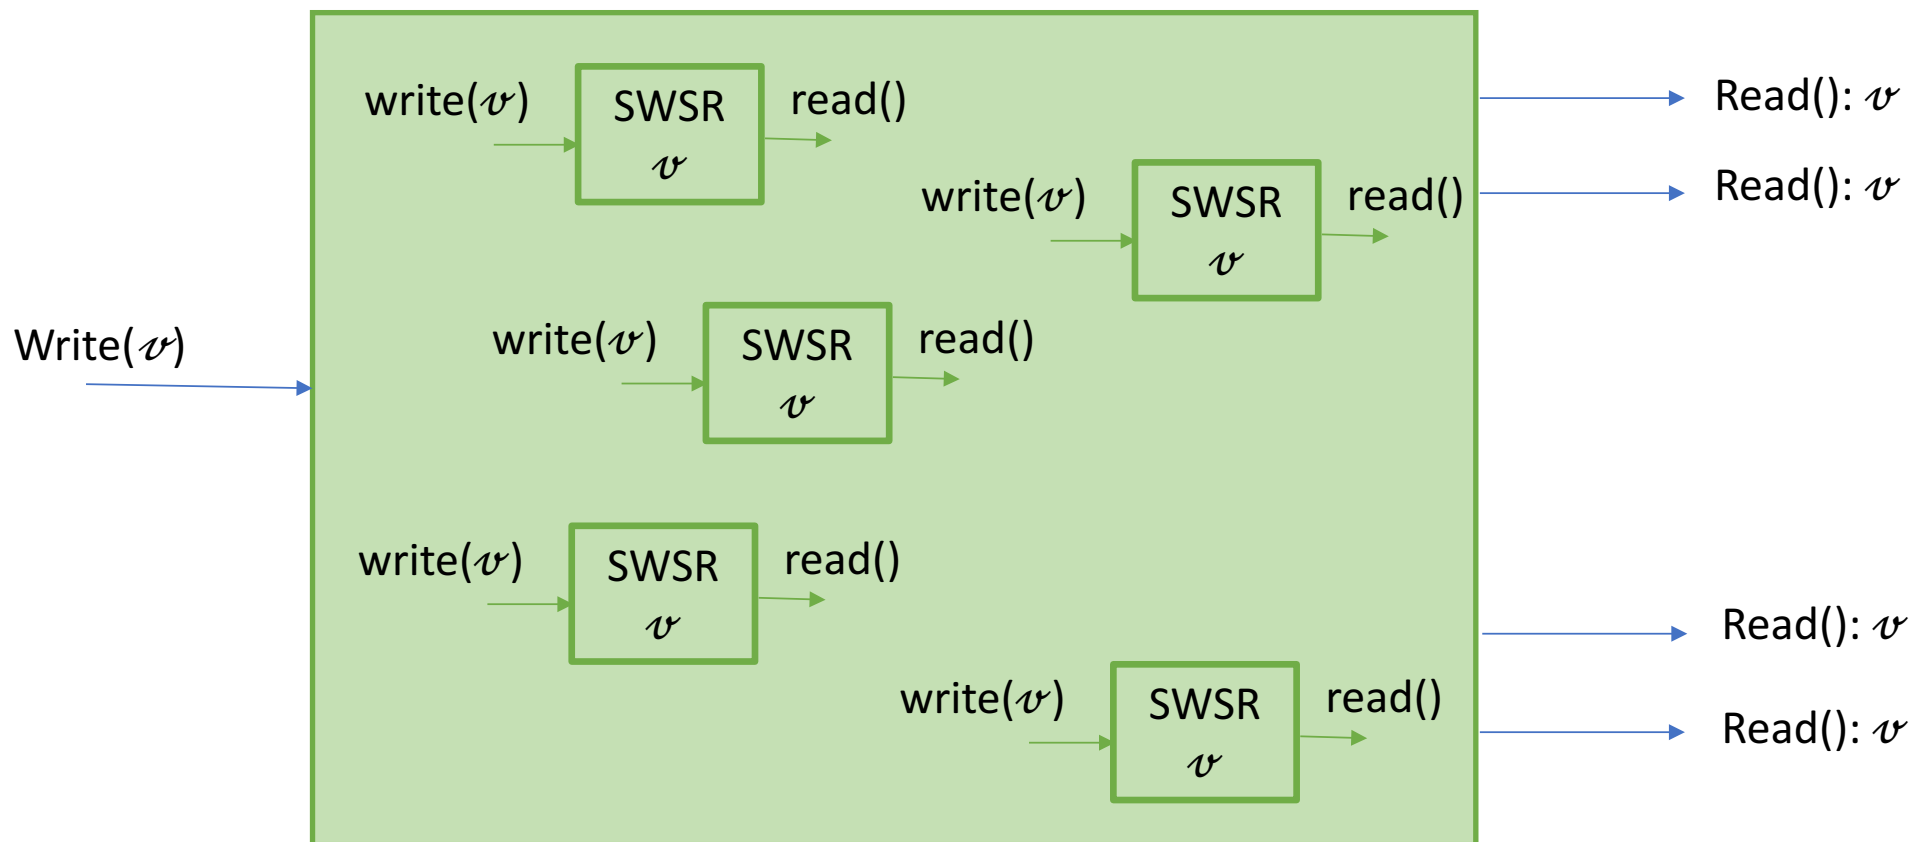 write(𝓋) SWSR read()
𝓋
Read(): 𝓋
write(𝓋) SWSR read()
𝓋
Read(): 𝓋
Write(𝓋)
write(𝓋) SWSR read()
𝓋
write(𝓋) SWSR read()
𝓋
Read(): 𝓋
write(𝓋) SWSR read()
𝓋
Read(): 𝓋